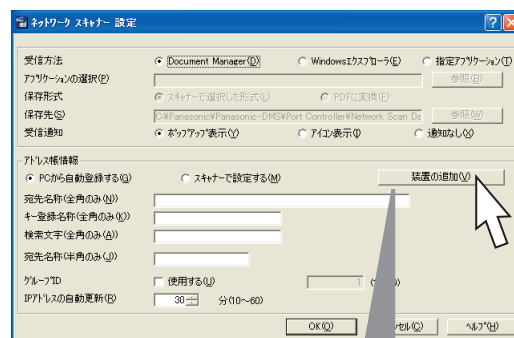 ネットワーク スキャナー 設定
受信方法 Document Manager(D) Windowsエクスプローラ(E) 指定アプリケーション(T)
アプリケーションの選択(P) 参照(B)
保存形式 スキャナーで選択した形式(L) PDFに変換(F)
保存先(S) C:¥Panasonic¥Panasonic-DMS¥Port Controller¥Network Scan Da 参照(W)
受信通知 ポップアップ表示(Y) アイコン表示(I) 通知なし(X)
アドレス帳情報
PCから自動登録する(Q) スキャナーで設定する(M) 装置の追加(V)
宛先名称(全角のみ(N))
キー登録名称(全角のみ(K))
検索文字(全角のみ(A))
宛先名称(半角のみ(J))
グループID 使用する(U) 1
IPアドレスの自動更新(R) 30 分(10~60)
OK(O) セル(C) ヘルプ(H)